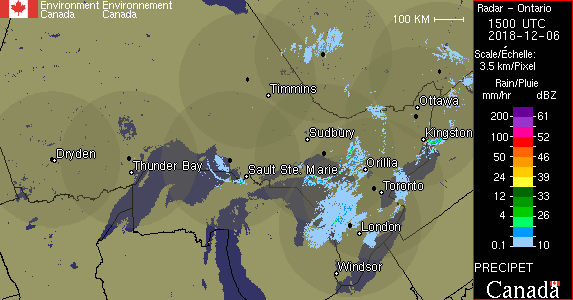 Environment Environnement
Canada Canada
100 KM
Timmins
Ottawa
Sudbury
Kingston
Dryden
Thunder Bay
Sault Ste. Marie
Orillia
Toronto
London
Windsor
Radar - Ontario
1500 UTC
2018-12-06
Scale/Échelle:
3.5 km/Pixel
Rain/Pluie
mm/hr dBZ
200 61
100 52
50 46
24 39
12 33
4 26
0.1 10
PRECIPET
Canada